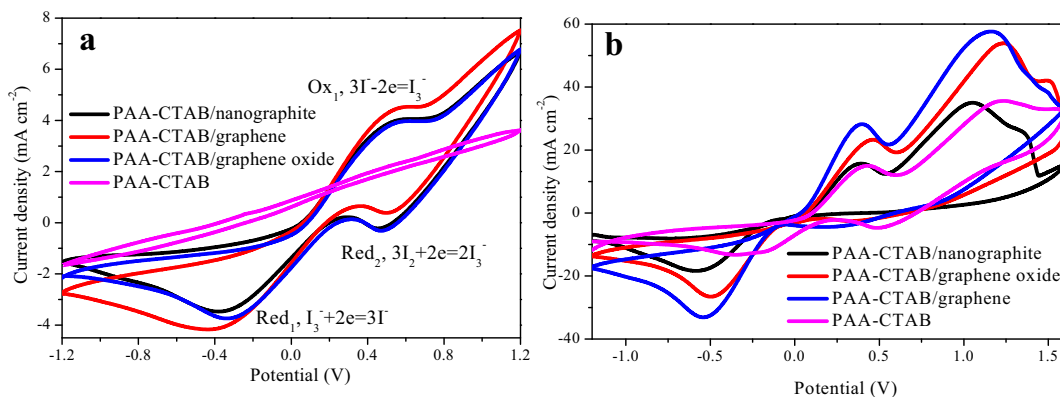 a
Ox₁, 3I⁻-2e=I₃⁻
PAA-CTAB/nanographite
PAA-CTAB/graphene
PAA-CTAB/graphene oxide
PAA-CTAB
Red₂, 3I₂+2e=2I₃⁻
Red₁, I₃⁻+2e=3I⁻
8
6
4
2
0
-2
-4
-1.2
-0.8
-0.4
0.0
0.4
0.8
1.2
Current density (mA cm⁻²)
Potential (V)
b
60
40
20
0
-20
-40
-1.0
-0.5
0.0
0.5
1.0
1.5
PAA-CTAB/nanographite
PAA-CTAB/graphene oxide
PAA-CTAB/graphene
PAA-CTAB
Current density (mA cm⁻²)
Potential (V)